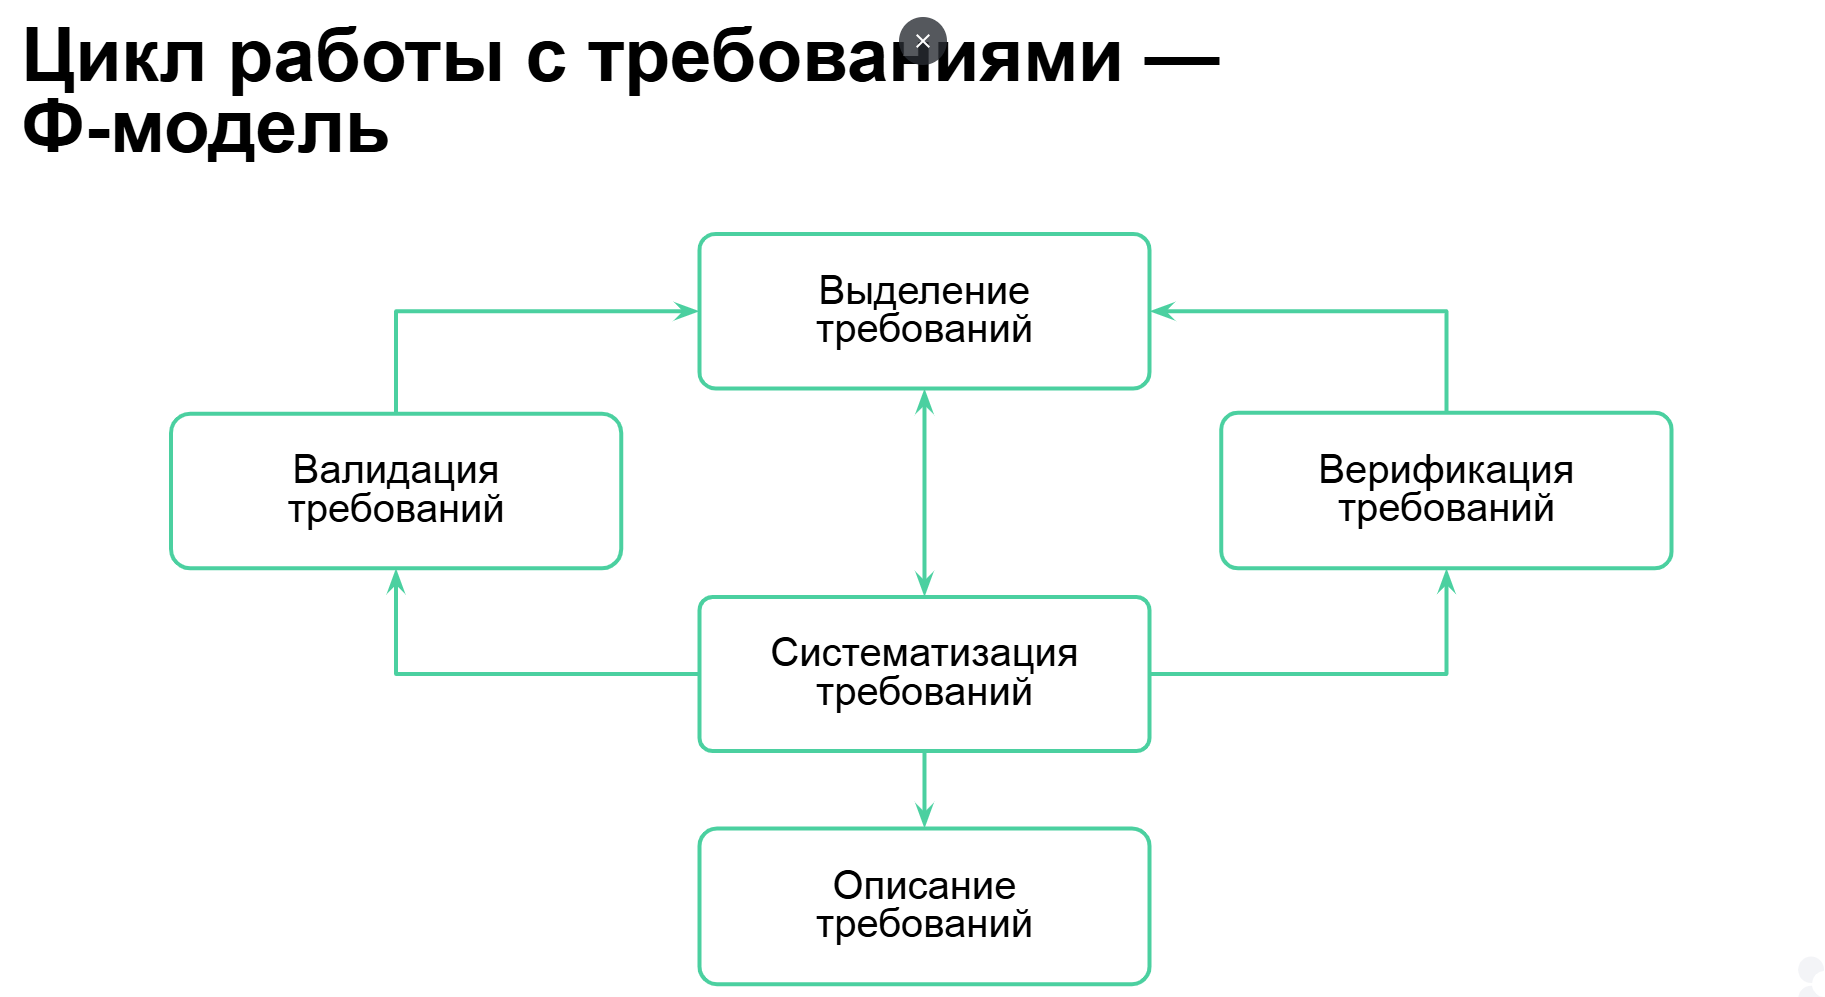 Цикл работы с требованиями —
Ф-модель
Выделение
требований
Валидация
требований
Верификация
требований
Систематизация
требований
Описание
требований